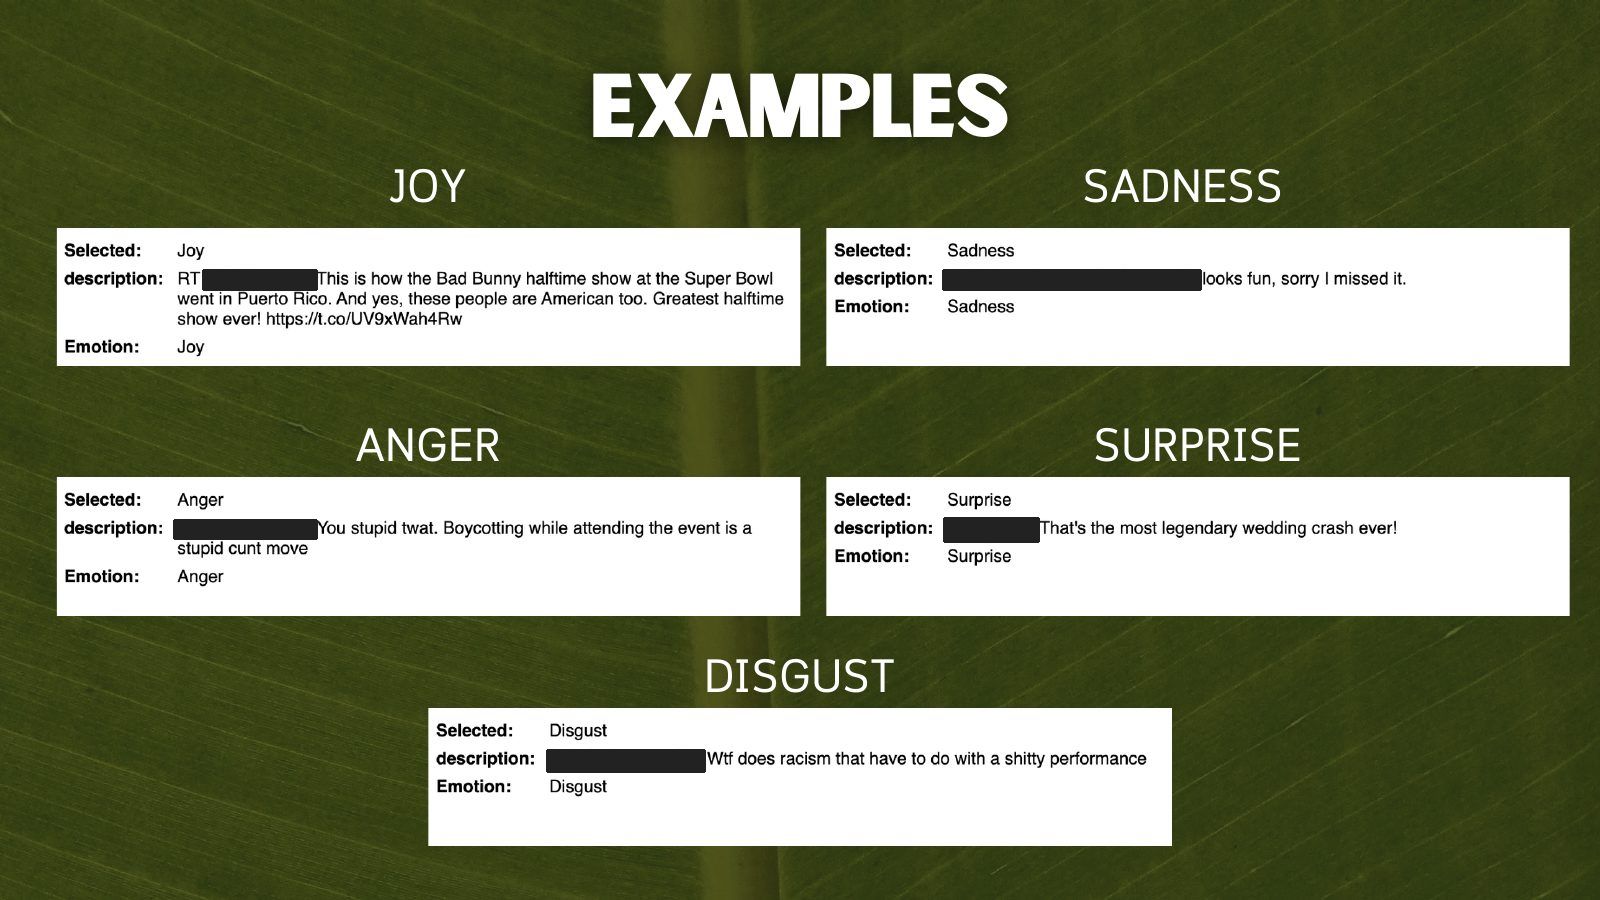 EXAMPLES
JOY
Selected: Joy
description: RT This is how the Bad Bunny halftime show at the Super Bowl
went in Puerto Rico. And yes, these people are American too. Greatest halftime
show ever! https://t.co/UV9xWah4Rw
Emotion: Joy
SADNESS
Selected: Sadness
description: looks fun, sorry I missed it.
Emotion: Sadness
ANGER
Selected: Anger
description: You stupid twat. Boycotting while attending the event is a
stupid cunt move
Emotion: Anger
SURPRISE
Selected: Surprise
description: That's the most legendary wedding crash ever!
Emotion: Surprise
DISGUST
Selected: Disgust
description: Wtf does racism that have to do with a shitty performance
Emotion: Disgust